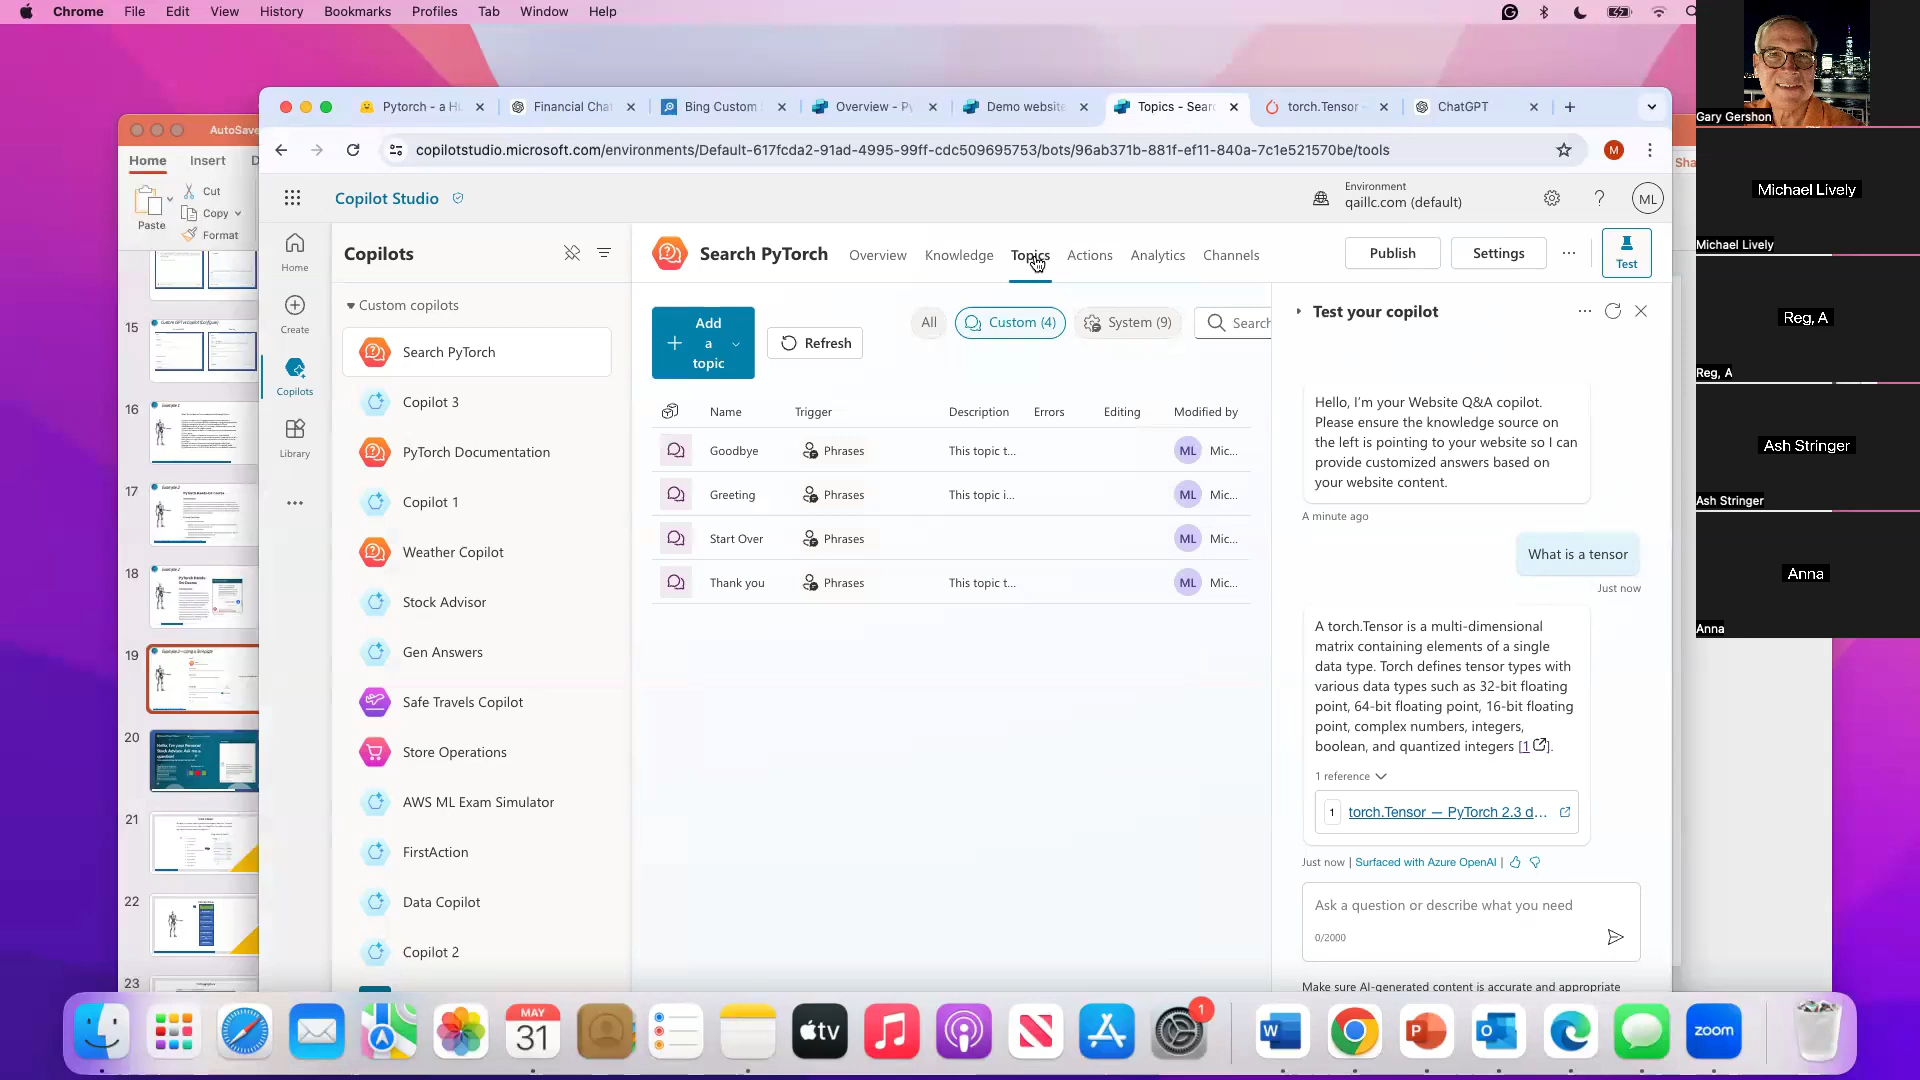 Chrome File Edit View History Bookmarks Profiles Tab Window Help
Gary Gershon
Michael Lively
Michael Lively
Reg, A
Reg, A
Ash Stringer
Ash Stringer
Anna
Anna
AutoSave
Home Insert
Cut
Copy
Format
Paste
15
16
17
18
19
20
21
22
23
Pytorch - a H
Financial Cha
Bing Custom
Overview - P
Demo website
Topics - Sear
torch.Tensor
ChatGPT
copilotstudio.microsoft.com/environments/Default-617fcda2-91ad-4995-99ff-cdc509695753/bots/96ab371b-881f-ef11-840a-7c1e521570be/tools
M
Copilot Studio
Environment
qaillc.com (default)
?
ML
Home
Create
Copilots
Library
Copilots
Custom copilots
Search PyTorch
Copilot 3
PyTorch Documentation
Copilot 1
Weather Copilot
Stock Advisor
Gen Answers
Safe Travels Copilot
Store Operations
AWS ML Exam Simulator
FirstAction
Data Copilot
Copilot 2
Search PyTorch Overview Knowledge Topics Actions Analytics Channels Publish Settings ... Test
Add a topic
Refresh
All Custom (4) System (9) Search
Name Trigger Description Errors Editing Modified by
Goodbye Phrases This topic t... ML Mic...
Greeting Phrases This topic i... ML Mic...
Start Over Phrases ML Mic...
Thank you Phrases This topic t... ML Mic...
Test your copilot
Hello, I'm your Website Q&A copilot.
Please ensure the knowledge source on
the left is pointing to your website so I can
provide customized answers based on
your website content.
A minute ago
What is a tensor
Just now
A torch.Tensor is a multi-dimensional
matrix containing elements of a single
data type. Torch defines tensor types with
various data types such as 32-bit floating
point, 64-bit floating point, 16-bit floating
point, complex numbers, integers,
boolean, and quantized integers [1].
1 reference
1 torch.Tensor — PyTorch 2.3 d...
Just now | Surfaced with Azure OpenAI |
Ask a question or describe what you need
0/2000
Make sure AI-generated content is accurate and appropriate
MAY
31
tv
1
W
P
zoom